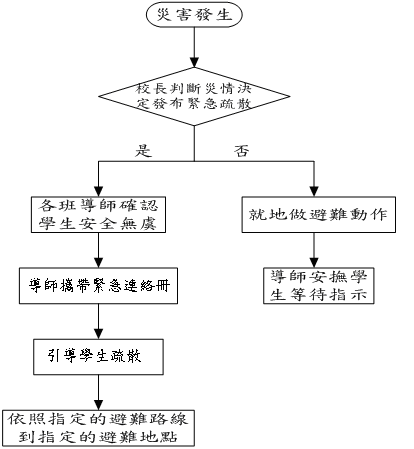 災害發生
校長判斷災情決
定發布緊急疏散
是
否
各班導師確認
學生安全無虞
就地做避難動作
導師攜帶緊急連絡冊
導師安撫學
生等待指示
引導學生疏散
依照指定的避難路線
到指定的避難地點